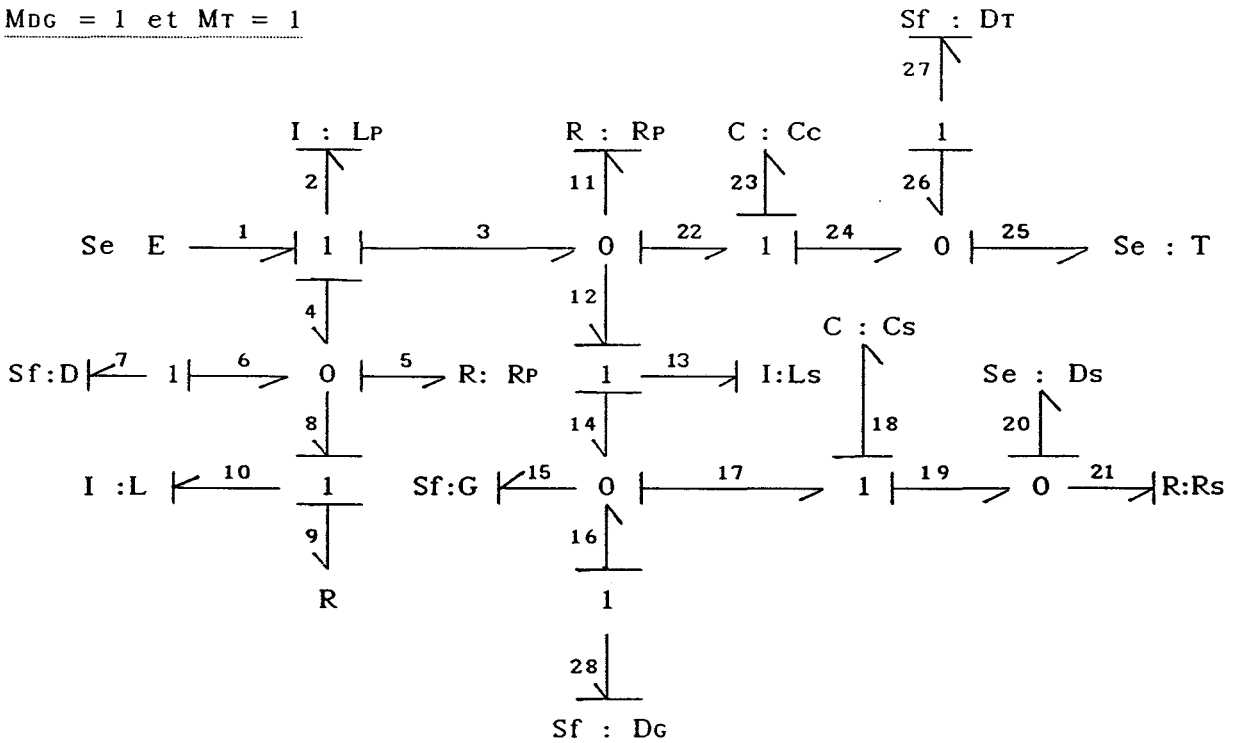 MDG = 1 et MT = 1
Sf : DT
27
I : LP
R : RP
C : Cc
1
2
11
23
26
Se E
1
1
3
0
22
1
24
0
25
Se : T
4
12
C : Cs
Sf:D
7
1
6
0
5
R: RP
1
13
I:Ls
Se : Ds
8
14
18
20
I :L
10
1
Sf:G
15
0
17
1
19
0
21
R:Rs
9
16
R
1
28
Sf : DG